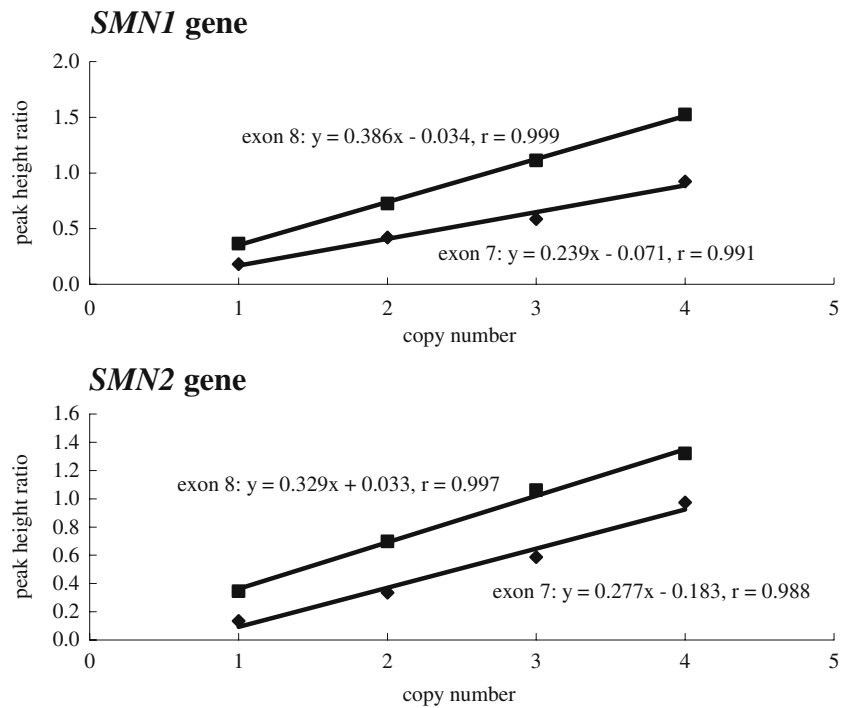 SMN1 gene
2.0
1.5
1.0
0.5
0.0
peak height ratio
exon 8: y = 0.386x - 0.034, r = 0.999
exon 7: y = 0.239x - 0.071, r = 0.991
0 1 2 3 4 5
copy number
SMN2 gene
1.6
1.4
1.2
1.0
0.8
0.6
0.4
0.2
0.0
peak height ratio
exon 8: y = 0.329x + 0.033, r = 0.997
exon 7: y = 0.277x - 0.183, r = 0.988
0 1 2 3 4 5
copy number